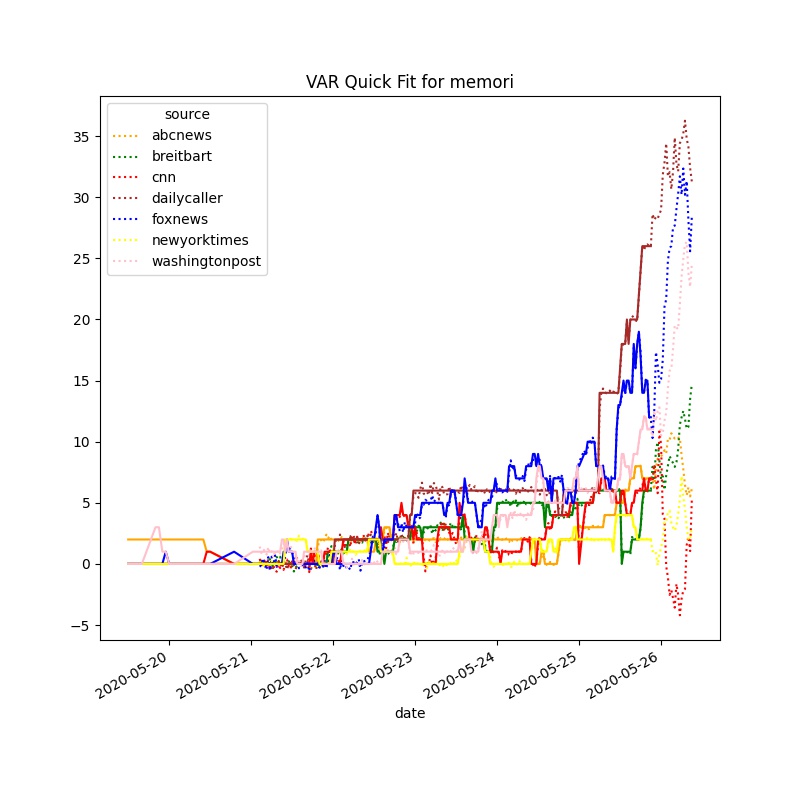 VAR Quick Fit for memori
source
abcnews
breitbart
cnn
dailycaller
foxnews
newyorktimes
washingtonpost
35
30
25
20
15
10
5
0
−5
2020-05-20
2020-05-21
2020-05-22
2020-05-23
2020-05-24
2020-05-25
2020-05-26
date